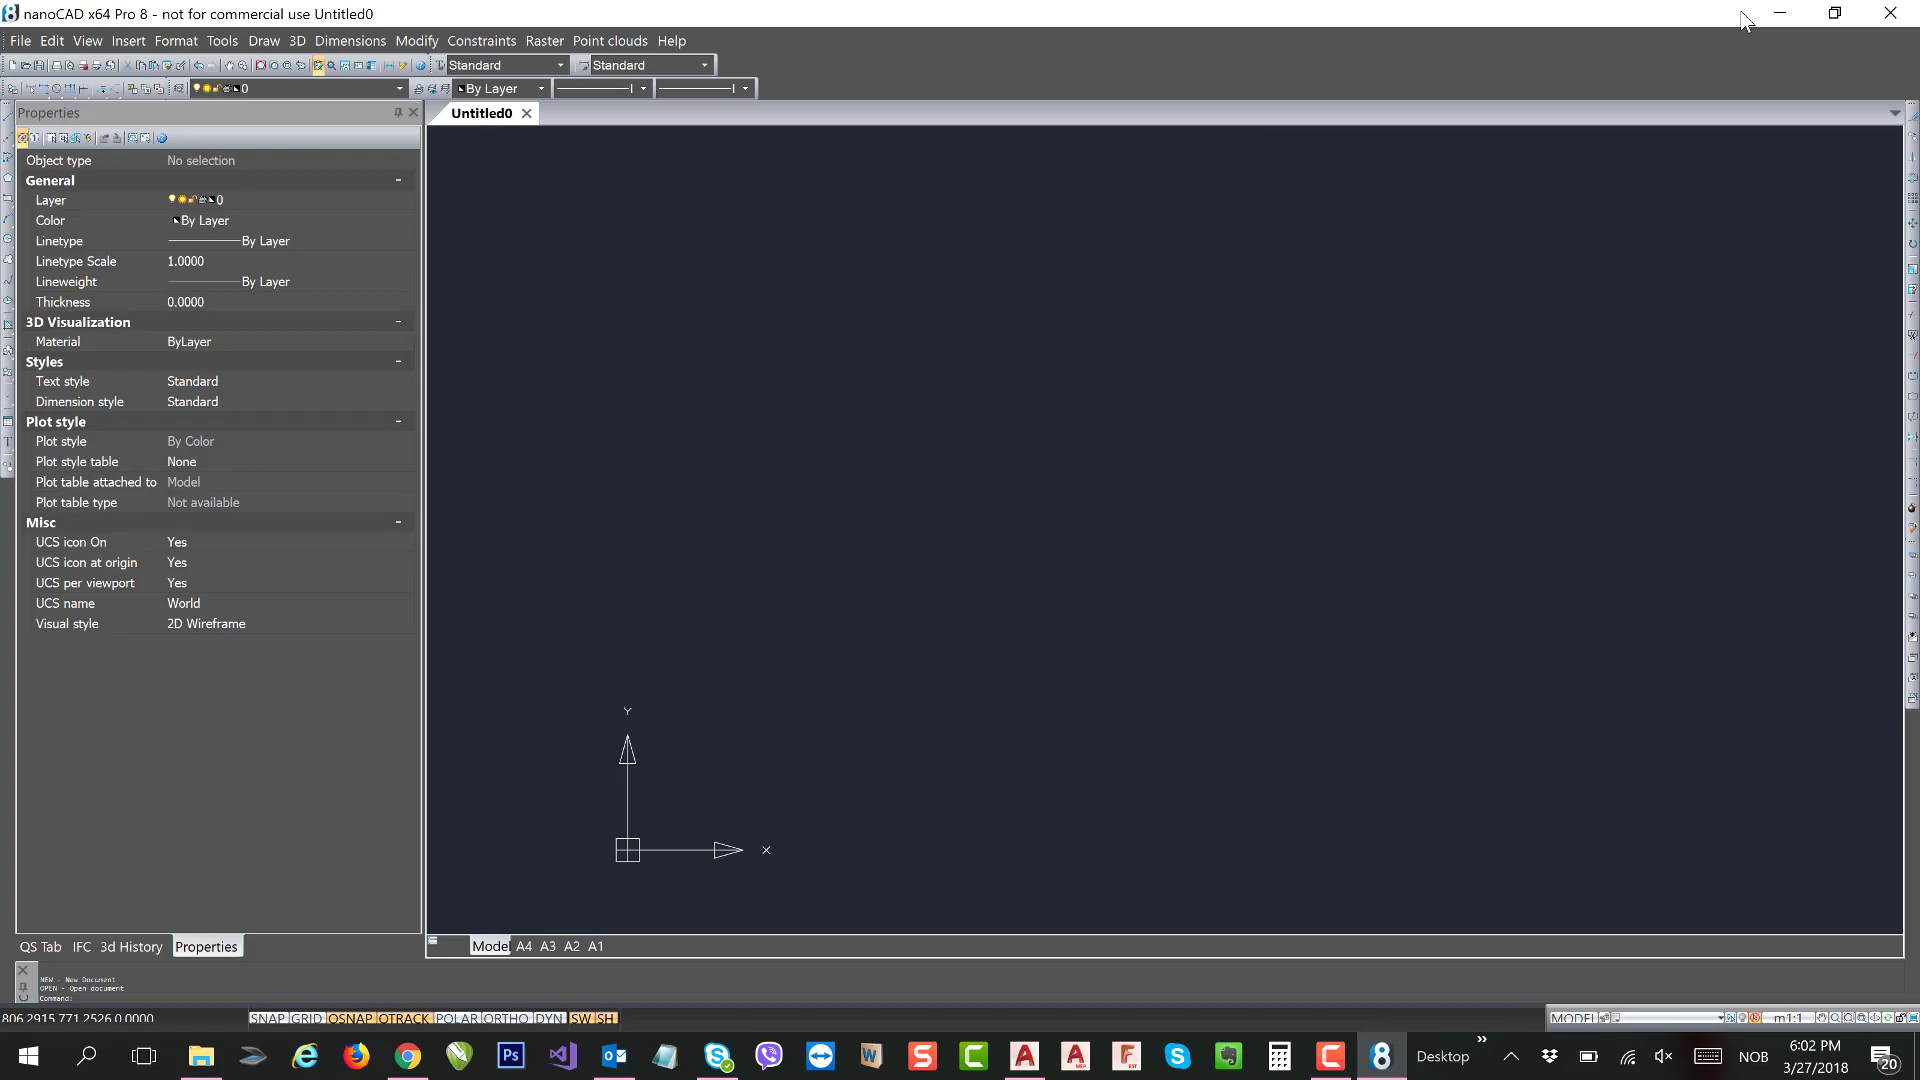 nanoCAD x64 Pro 8 - not for commercial use Untitled0
File Edit View Insert Format Tools Draw 3D Dimensions Modify Constraints Raster Point clouds Help
Standard Standard
0 By Layer
Properties
Untitled0
Object type No selection
General
Layer 0
Color By Layer
Linetype By Layer
Linetype Scale 1.0000
Lineweight By Layer
Thickness 0.0000
3D Visualization
Material ByLayer
Styles
Text style Standard
Dimension style Standard
Plot style
Plot style By Color
Plot style table None
Plot table attached to Model
Plot table type Not available
Misc
UCS icon On Yes
UCS icon at origin Yes
UCS per viewport Yes
UCS name World
Visual style 2D Wireframe
Y
X
QS Tab IFC 3d History Properties
Model A4 A3 A2 A1
NEW - New Document
OPEN - Open document
Command:
806.2915,771.2526,0.0000
SNAP GRID OSNAP OTRACK POLAR ORTHO DYN SW SH
MODEL m1:1
Desktop
NOB
6:02 PM
3/27/2018
20